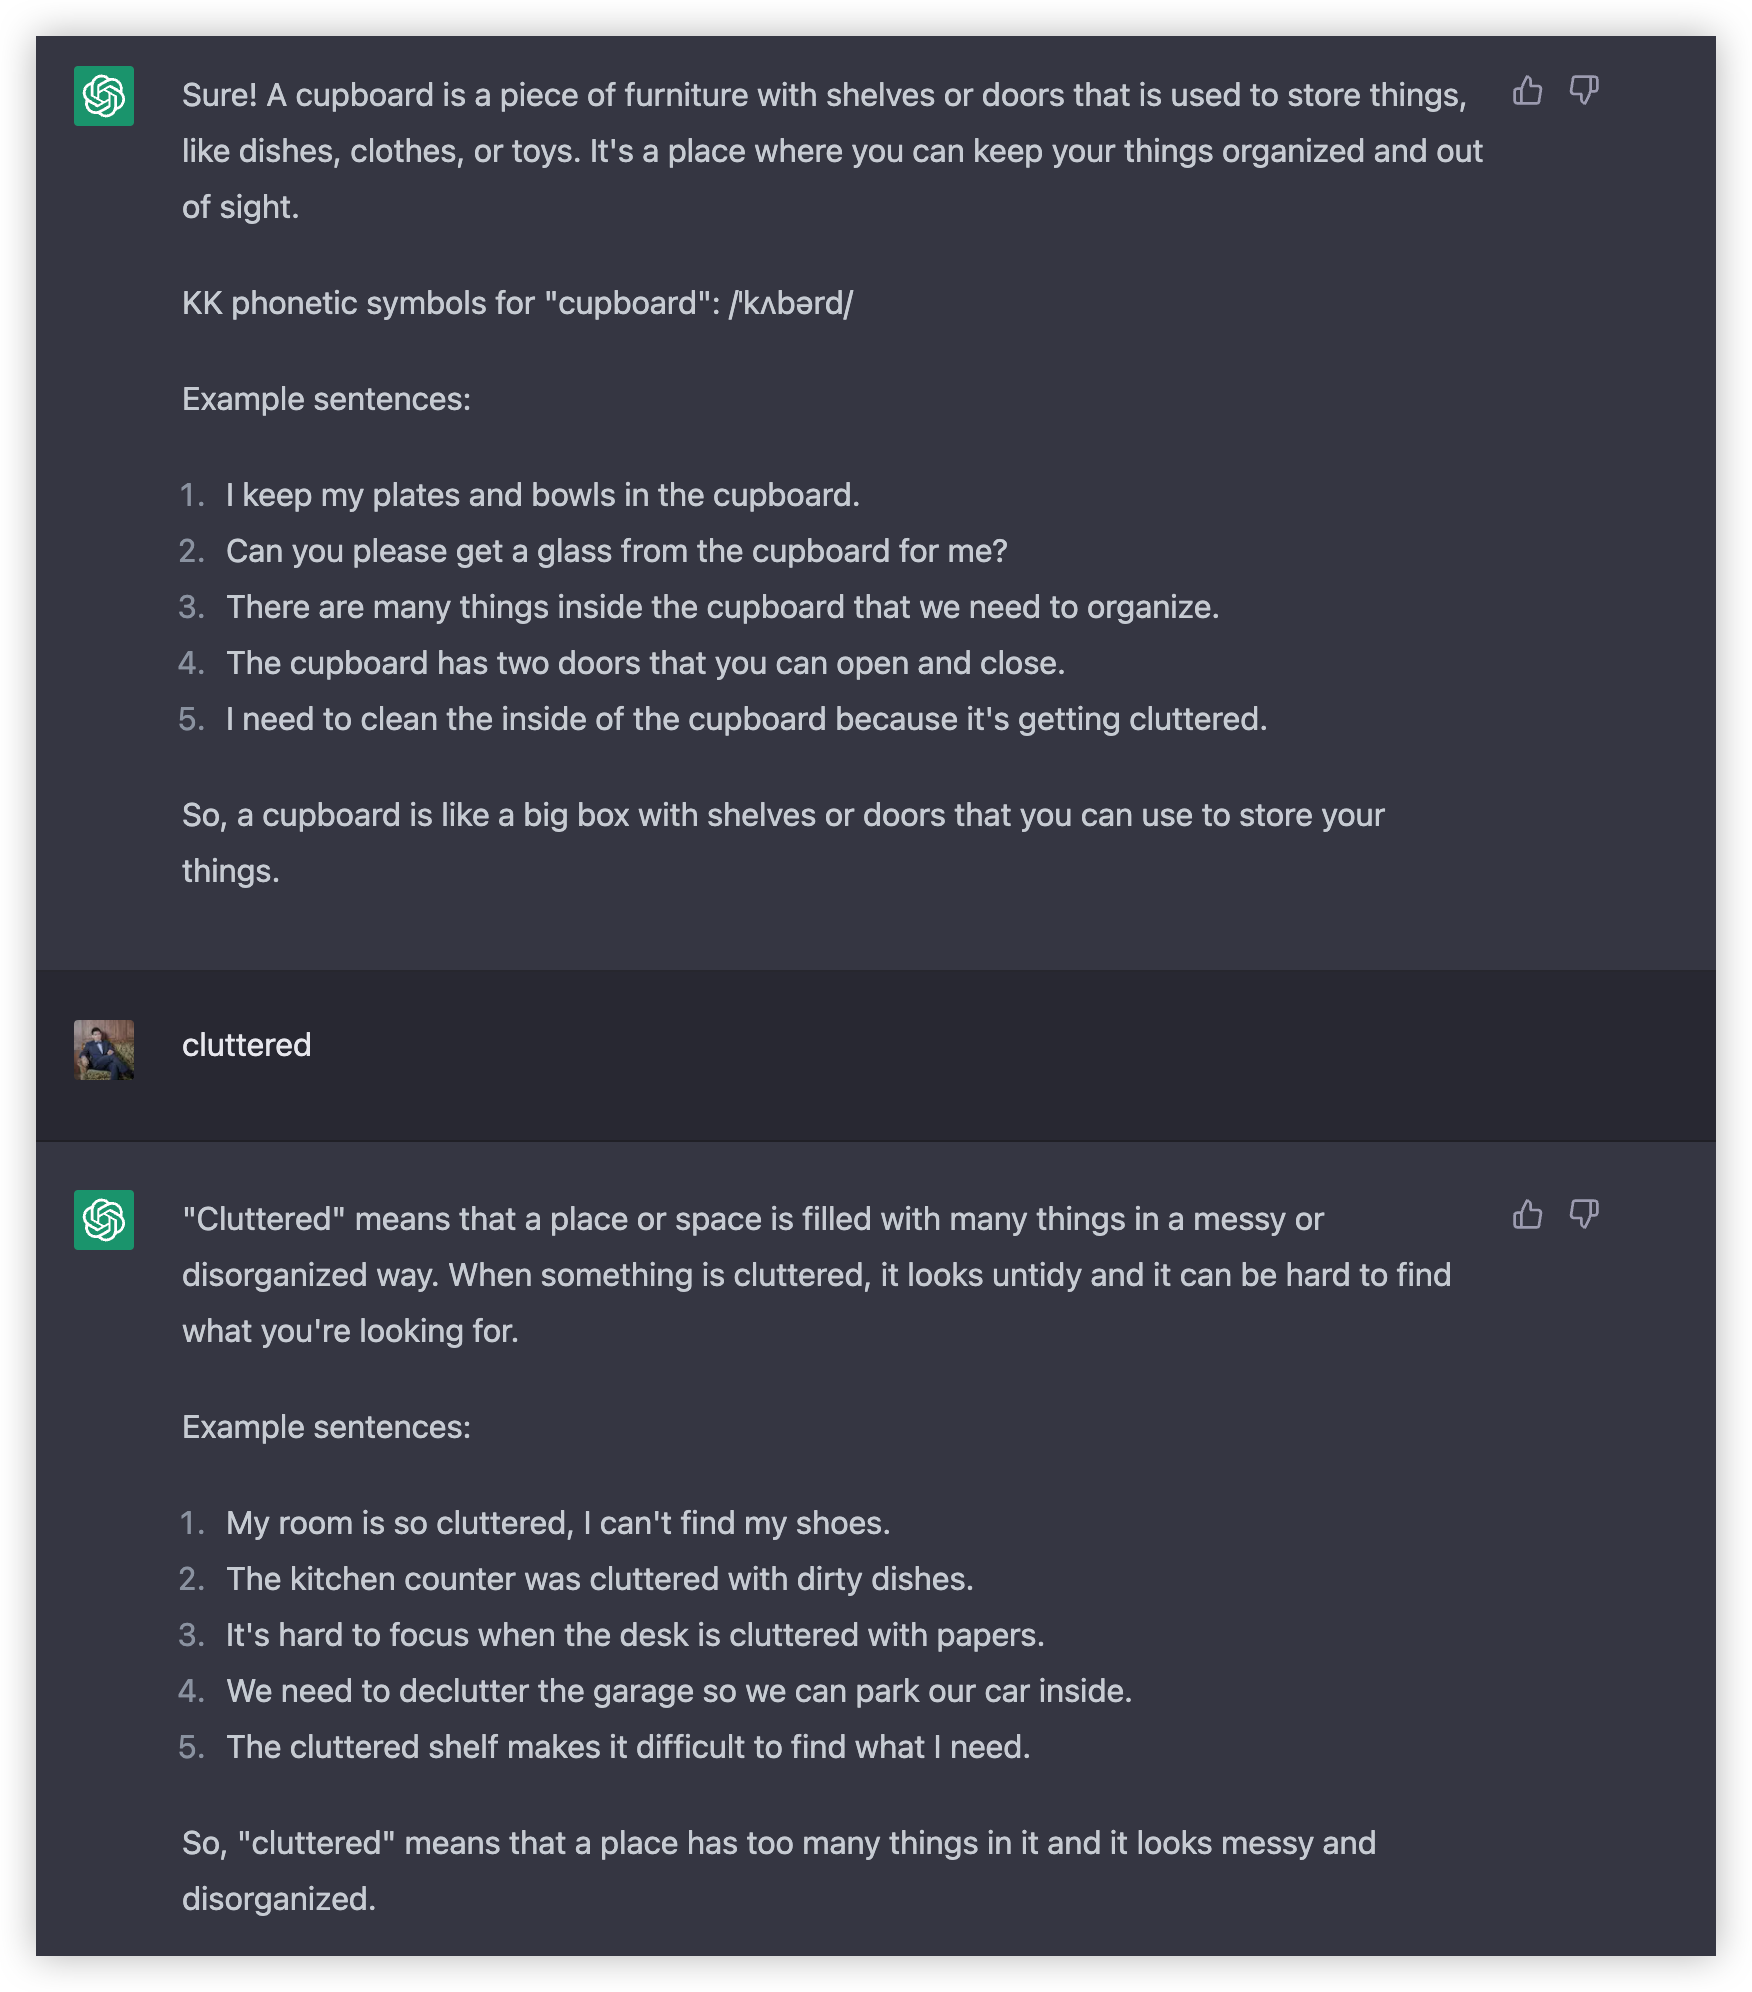 Sure! A cupboard is a piece of furniture with shelves or doors that is used to store things,
like dishes, clothes, or toys. It's a place where you can keep your things organized and out
of sight.
KK phonetic symbols for "cupboard": /ˈkʌbərd/
Example sentences:
1. I keep my plates and bowls in the cupboard.
2. Can you please get a glass from the cupboard for me?
3. There are many things inside the cupboard that we need to organize.
4. The cupboard has two doors that you can open and close.
5. I need to clean the inside of the cupboard because it's getting cluttered.
So, a cupboard is like a big box with shelves or doors that you can use to store your
things.
cluttered
"Cluttered" means that a place or space is filled with many things in a messy or
disorganized way. When something is cluttered, it looks untidy and it can be hard to find
what you're looking for.
Example sentences:
1. My room is so cluttered, I can't find my shoes.
2. The kitchen counter was cluttered with dirty dishes.
3. It's hard to focus when the desk is cluttered with papers.
4. We need to declutter the garage so we can park our car inside.
5. The cluttered shelf makes it difficult to find what I need.
So, "cluttered" means that a place has too many things in it and it looks messy and
disorganized.